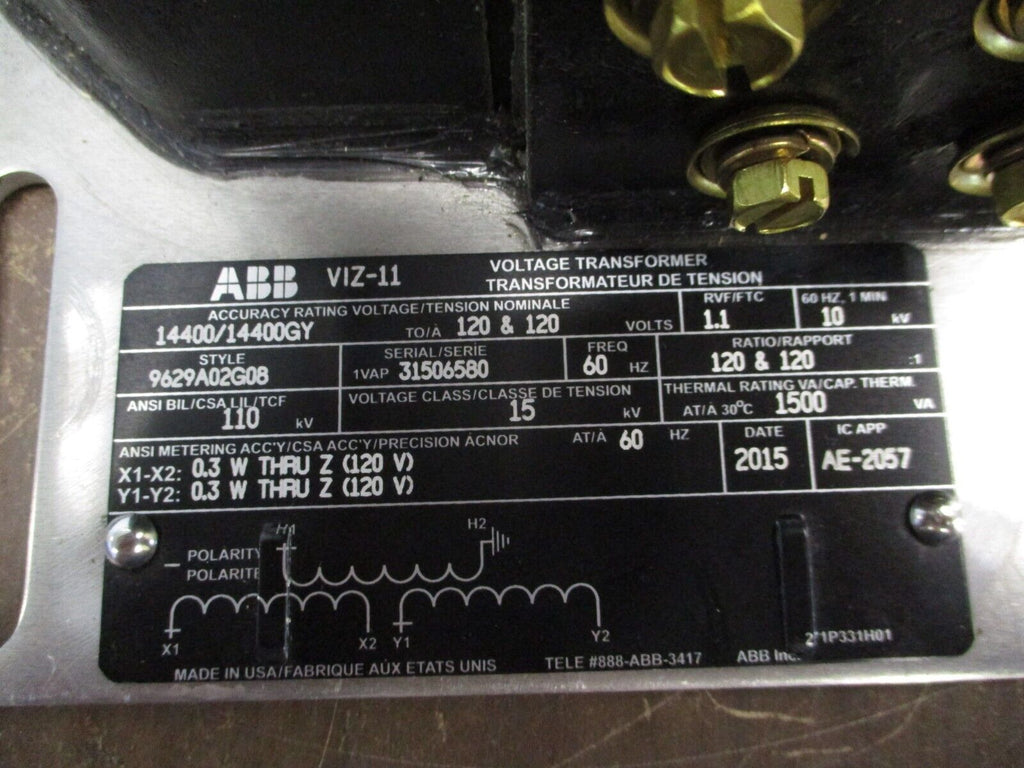 ABB VIZ-11 VOLTAGE TRANSFORMER
TRANSFORMATEUR DE TENSION
ACCURACY RATING VOLTAGE/TENSION NOMINALE
14400/14400GY TO/À 120 & 120 VOLTS
RVF/FTC
1.1
60 HZ, 1 MIN
10 kV
STYLE
9629A02G08
SERIAL/SERIE
1VAP 31506580
FREQ
60 HZ
RATIO/RAPPORT
120 & 120 :1
ANSI BIL/CSA LIL/TCF
110 kV
VOLTAGE CLASS/CLASSE DE TENSION
15 kV
THERMAL RATING VA/CAP. THERM.
AT/À 30°C 1500 VA
ANSI METERING ACC'Y/CSA ACC'Y/PRECISION ACNOR AT/À 60 HZ
X1-X2: 0.3 W THRU Z (120 V)
Y1-Y2: 0.3 W THRU Z (120 V)
DATE
2015
IC APP
AE-2057
H1 H2
POLARITY
POLARITE
X1 X2 Y1 Y2
1P331H01
MADE IN USA/FABRIQUE AUX ETATS UNIS TELE #888-ABB-3417 ABB Inc.